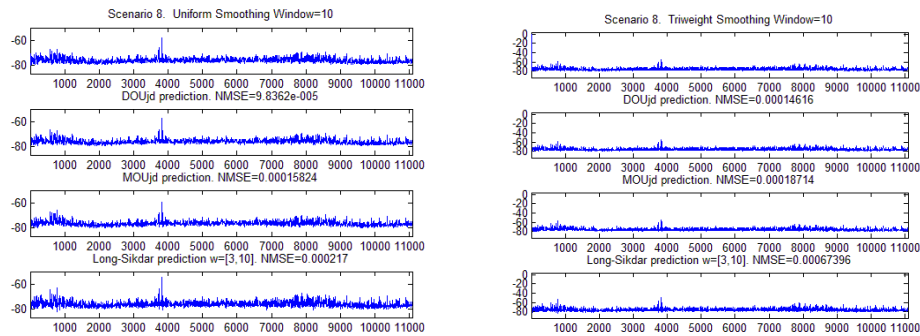 Scenario 8. Uniform Smoothing Window=10
-60
-80
1000 2000 3000 4000 5000 6000 7000 8000 9000 10000 11000
DOUjd prediction. NMSE=9.8362e-005
-60
-80
1000 2000 3000 4000 5000 6000 7000 8000 9000 10000 11000
MOUjd prediction. NMSE=0.00015824
-60
-80
1000 2000 3000 4000 5000 6000 7000 8000 9000 10000 11000
Long-Sikdar prediction w=[3,10]. NMSE=0.000217
-60
-80
1000 2000 3000 4000 5000 6000 7000 8000 9000 10000 11000
Scenario 8. Triweight Smoothing Window=10
0
-20
-40
-60
-80
1000 2000 3000 4000 5000 6000 7000 8000 9000 10000 11000
DOUjd prediction. NMSE=0.00014616
0
-20
-40
-60
-80
1000 2000 3000 4000 5000 6000 7000 8000 9000 10000 11000
MOUjd prediction. NMSE=0.00018714
0
-20
-40
-60
-80
1000 2000 3000 4000 5000 6000 7000 8000 9000 10000 11000
Long-Sikdar prediction w=[3,10]. NMSE=0.00067396
0
-20
-40
-60
-80
1000 2000 3000 4000 5000 6000 7000 8000 9000 10000 11000